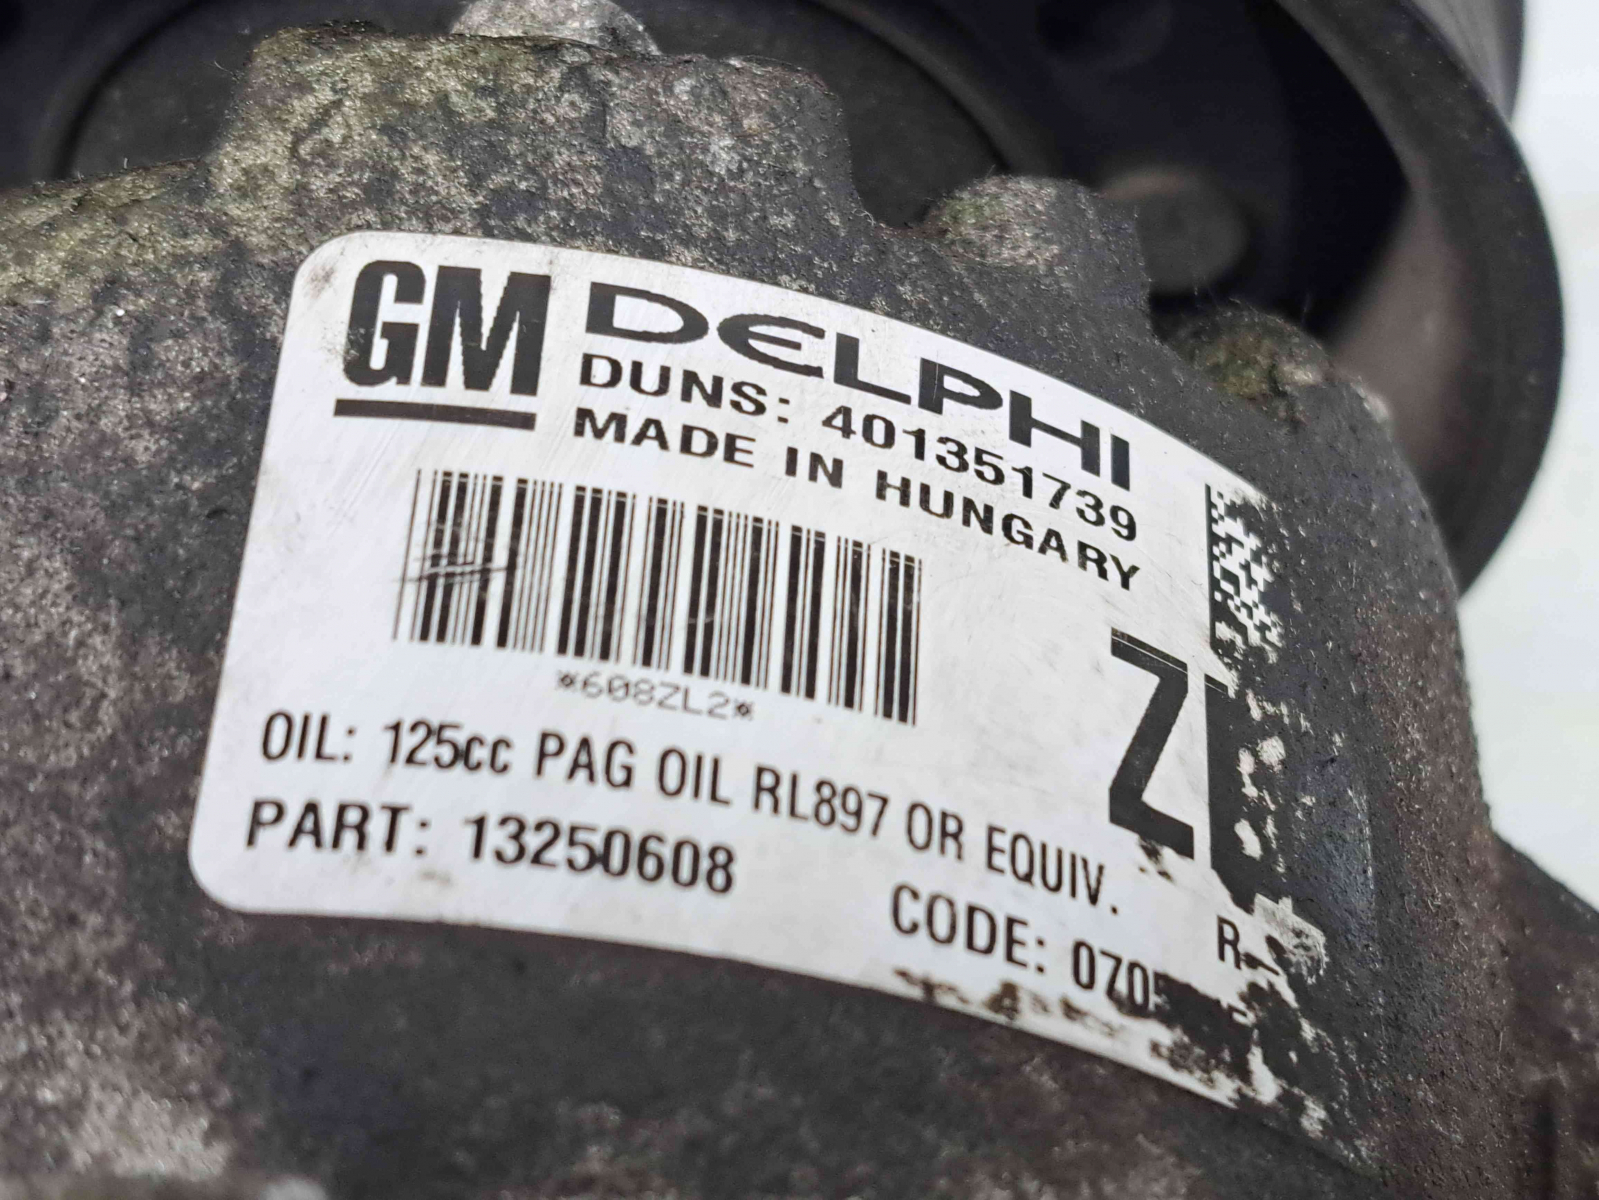 GM DELPHI
DUNS: 401351739
MADE IN HUNGARY
*608ZL2*
Z
OIL: 125cc PAG OIL RL897 OR EQUIV.
PART: 13250608
CODE: